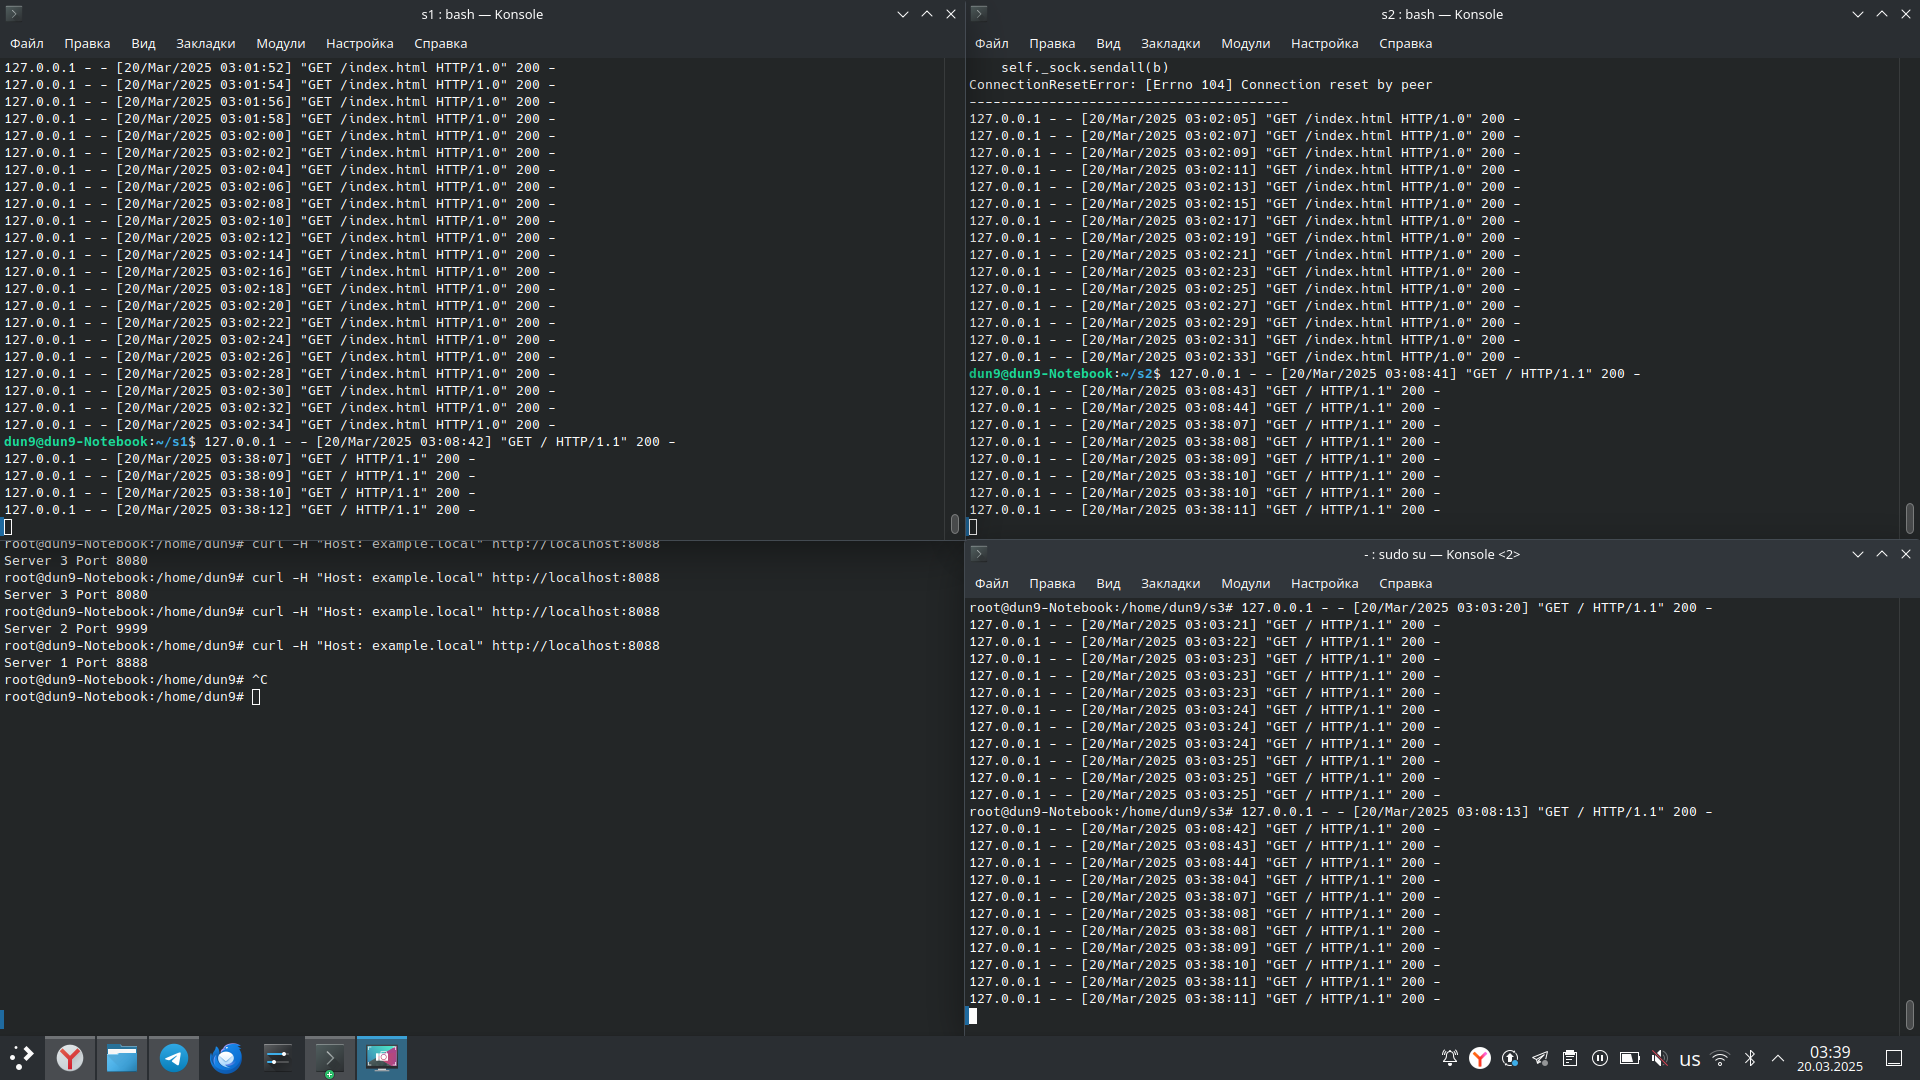 s1 : bash — Konsole
Файл Правка Вид Закладки Модули Настройка Справка
127.0.0.1 - - [20/Mar/2025 03:01:52] "GET /index.html HTTP/1.0" 200 -
127.0.0.1 - - [20/Mar/2025 03:01:54] "GET /index.html HTTP/1.0" 200 -
127.0.0.1 - - [20/Mar/2025 03:01:56] "GET /index.html HTTP/1.0" 200 -
127.0.0.1 - - [20/Mar/2025 03:01:58] "GET /index.html HTTP/1.0" 200 -
127.0.0.1 - - [20/Mar/2025 03:02:00] "GET /index.html HTTP/1.0" 200 -
127.0.0.1 - - [20/Mar/2025 03:02:02] "GET /index.html HTTP/1.0" 200 -
127.0.0.1 - - [20/Mar/2025 03:02:04] "GET /index.html HTTP/1.0" 200 -
127.0.0.1 - - [20/Mar/2025 03:02:06] "GET /index.html HTTP/1.0" 200 -
127.0.0.1 - - [20/Mar/2025 03:02:08] "GET /index.html HTTP/1.0" 200 -
127.0.0.1 - - [20/Mar/2025 03:02:10] "GET /index.html HTTP/1.0" 200 -
127.0.0.1 - - [20/Mar/2025 03:02:12] "GET /index.html HTTP/1.0" 200 -
127.0.0.1 - - [20/Mar/2025 03:02:14] "GET /index.html HTTP/1.0" 200 -
127.0.0.1 - - [20/Mar/2025 03:02:16] "GET /index.html HTTP/1.0" 200 -
127.0.0.1 - - [20/Mar/2025 03:02:18] "GET /index.html HTTP/1.0" 200 -
127.0.0.1 - - [20/Mar/2025 03:02:20] "GET /index.html HTTP/1.0" 200 -
127.0.0.1 - - [20/Mar/2025 03:02:22] "GET /index.html HTTP/1.0" 200 -
127.0.0.1 - - [20/Mar/2025 03:02:24] "GET /index.html HTTP/1.0" 200 -
127.0.0.1 - - [20/Mar/2025 03:02:26] "GET /index.html HTTP/1.0" 200 -
127.0.0.1 - - [20/Mar/2025 03:02:28] "GET /index.html HTTP/1.0" 200 -
127.0.0.1 - - [20/Mar/2025 03:02:30] "GET /index.html HTTP/1.0" 200 -
127.0.0.1 - - [20/Mar/2025 03:02:32] "GET /index.html HTTP/1.0" 200 -
127.0.0.1 - - [20/Mar/2025 03:02:34] "GET /index.html HTTP/1.0" 200 -
dun9@dun9-Notebook:~/s1$ 127.0.0.1 - - [20/Mar/2025 03:08:42] "GET / HTTP/1.1" 200 -
127.0.0.1 - - [20/Mar/2025 03:38:07] "GET / HTTP/1.1" 200 -
127.0.0.1 - - [20/Mar/2025 03:38:09] "GET / HTTP/1.1" 200 -
127.0.0.1 - - [20/Mar/2025 03:38:10] "GET / HTTP/1.1" 200 -
127.0.0.1 - - [20/Mar/2025 03:38:12] "GET / HTTP/1.1" 200 -
s2 : bash — Konsole
Файл Правка Вид Закладки Модули Настройка Справка
self._sock.sendall(b)
ConnectionResetError: [Errno 104] Connection reset by peer
----------------------------------------
127.0.0.1 - - [20/Mar/2025 03:02:05] "GET /index.html HTTP/1.0" 200 -
127.0.0.1 - - [20/Mar/2025 03:02:07] "GET /index.html HTTP/1.0" 200 -
127.0.0.1 - - [20/Mar/2025 03:02:09] "GET /index.html HTTP/1.0" 200 -
127.0.0.1 - - [20/Mar/2025 03:02:11] "GET /index.html HTTP/1.0" 200 -
127.0.0.1 - - [20/Mar/2025 03:02:13] "GET /index.html HTTP/1.0" 200 -
127.0.0.1 - - [20/Mar/2025 03:02:15] "GET /index.html HTTP/1.0" 200 -
127.0.0.1 - - [20/Mar/2025 03:02:17] "GET /index.html HTTP/1.0" 200 -
127.0.0.1 - - [20/Mar/2025 03:02:19] "GET /index.html HTTP/1.0" 200 -
127.0.0.1 - - [20/Mar/2025 03:02:21] "GET /index.html HTTP/1.0" 200 -
127.0.0.1 - - [20/Mar/2025 03:02:23] "GET /index.html HTTP/1.0" 200 -
127.0.0.1 - - [20/Mar/2025 03:02:25] "GET /index.html HTTP/1.0" 200 -
127.0.0.1 - - [20/Mar/2025 03:02:27] "GET /index.html HTTP/1.0" 200 -
127.0.0.1 - - [20/Mar/2025 03:02:29] "GET /index.html HTTP/1.0" 200 -
127.0.0.1 - - [20/Mar/2025 03:02:31] "GET /index.html HTTP/1.0" 200 -
127.0.0.1 - - [20/Mar/2025 03:02:33] "GET /index.html HTTP/1.0" 200 -
dun9@dun9-Notebook:~/s2$ 127.0.0.1 - - [20/Mar/2025 03:08:41] "GET / HTTP/1.1" 200 -
127.0.0.1 - - [20/Mar/2025 03:08:43] "GET / HTTP/1.1" 200 -
127.0.0.1 - - [20/Mar/2025 03:08:44] "GET / HTTP/1.1" 200 -
127.0.0.1 - - [20/Mar/2025 03:38:07] "GET / HTTP/1.1" 200 -
127.0.0.1 - - [20/Mar/2025 03:38:08] "GET / HTTP/1.1" 200 -
127.0.0.1 - - [20/Mar/2025 03:38:09] "GET / HTTP/1.1" 200 -
127.0.0.1 - - [20/Mar/2025 03:38:10] "GET / HTTP/1.1" 200 -
127.0.0.1 - - [20/Mar/2025 03:38:10] "GET / HTTP/1.1" 200 -
127.0.0.1 - - [20/Mar/2025 03:38:11] "GET / HTTP/1.1" 200 -
root@dun9-Notebook:/home/dun9# curl -H "Host: example.local" http://localhost:8088
Server 3 Port 8080
root@dun9-Notebook:/home/dun9# curl -H "Host: example.local" http://localhost:8088
Server 3 Port 8080
root@dun9-Notebook:/home/dun9# curl -H "Host: example.local" http://localhost:8088
Server 2 Port 9999
root@dun9-Notebook:/home/dun9# curl -H "Host: example.local" http://localhost:8088
Server 1 Port 8888
root@dun9-Notebook:/home/dun9# ^C
root@dun9-Notebook:/home/dun9#
- : sudo su — Konsole <2>
Файл Правка Вид Закладки Модули Настройка Справка
root@dun9-Notebook:/home/dun9/s3# 127.0.0.1 - - [20/Mar/2025 03:03:20] "GET / HTTP/1.1" 200 -
127.0.0.1 - - [20/Mar/2025 03:03:21] "GET / HTTP/1.1" 200 -
127.0.0.1 - - [20/Mar/2025 03:03:22] "GET / HTTP/1.1" 200 -
127.0.0.1 - - [20/Mar/2025 03:03:23] "GET / HTTP/1.1" 200 -
127.0.0.1 - - [20/Mar/2025 03:03:23] "GET / HTTP/1.1" 200 -
127.0.0.1 - - [20/Mar/2025 03:03:23] "GET / HTTP/1.1" 200 -
127.0.0.1 - - [20/Mar/2025 03:03:24] "GET / HTTP/1.1" 200 -
127.0.0.1 - - [20/Mar/2025 03:03:24] "GET / HTTP/1.1" 200 -
127.0.0.1 - - [20/Mar/2025 03:03:24] "GET / HTTP/1.1" 200 -
127.0.0.1 - - [20/Mar/2025 03:03:25] "GET / HTTP/1.1" 200 -
127.0.0.1 - - [20/Mar/2025 03:03:25] "GET / HTTP/1.1" 200 -
127.0.0.1 - - [20/Mar/2025 03:03:25] "GET / HTTP/1.1" 200 -
root@dun9-Notebook:/home/dun9/s3# 127.0.0.1 - - [20/Mar/2025 03:08:13] "GET / HTTP/1.1" 200 -
127.0.0.1 - - [20/Mar/2025 03:08:42] "GET / HTTP/1.1" 200 -
127.0.0.1 - - [20/Mar/2025 03:08:43] "GET / HTTP/1.1" 200 -
127.0.0.1 - - [20/Mar/2025 03:08:44] "GET / HTTP/1.1" 200 -
127.0.0.1 - - [20/Mar/2025 03:38:04] "GET / HTTP/1.1" 200 -
127.0.0.1 - - [20/Mar/2025 03:38:07] "GET / HTTP/1.1" 200 -
127.0.0.1 - - [20/Mar/2025 03:38:08] "GET / HTTP/1.1" 200 -
127.0.0.1 - - [20/Mar/2025 03:38:08] "GET / HTTP/1.1" 200 -
127.0.0.1 - - [20/Mar/2025 03:38:09] "GET / HTTP/1.1" 200 -
127.0.0.1 - - [20/Mar/2025 03:38:10] "GET / HTTP/1.1" 200 -
127.0.0.1 - - [20/Mar/2025 03:38:11] "GET / HTTP/1.1" 200 -
127.0.0.1 - - [20/Mar/2025 03:38:11] "GET / HTTP/1.1" 200 -
us
03:39
20.03.2025